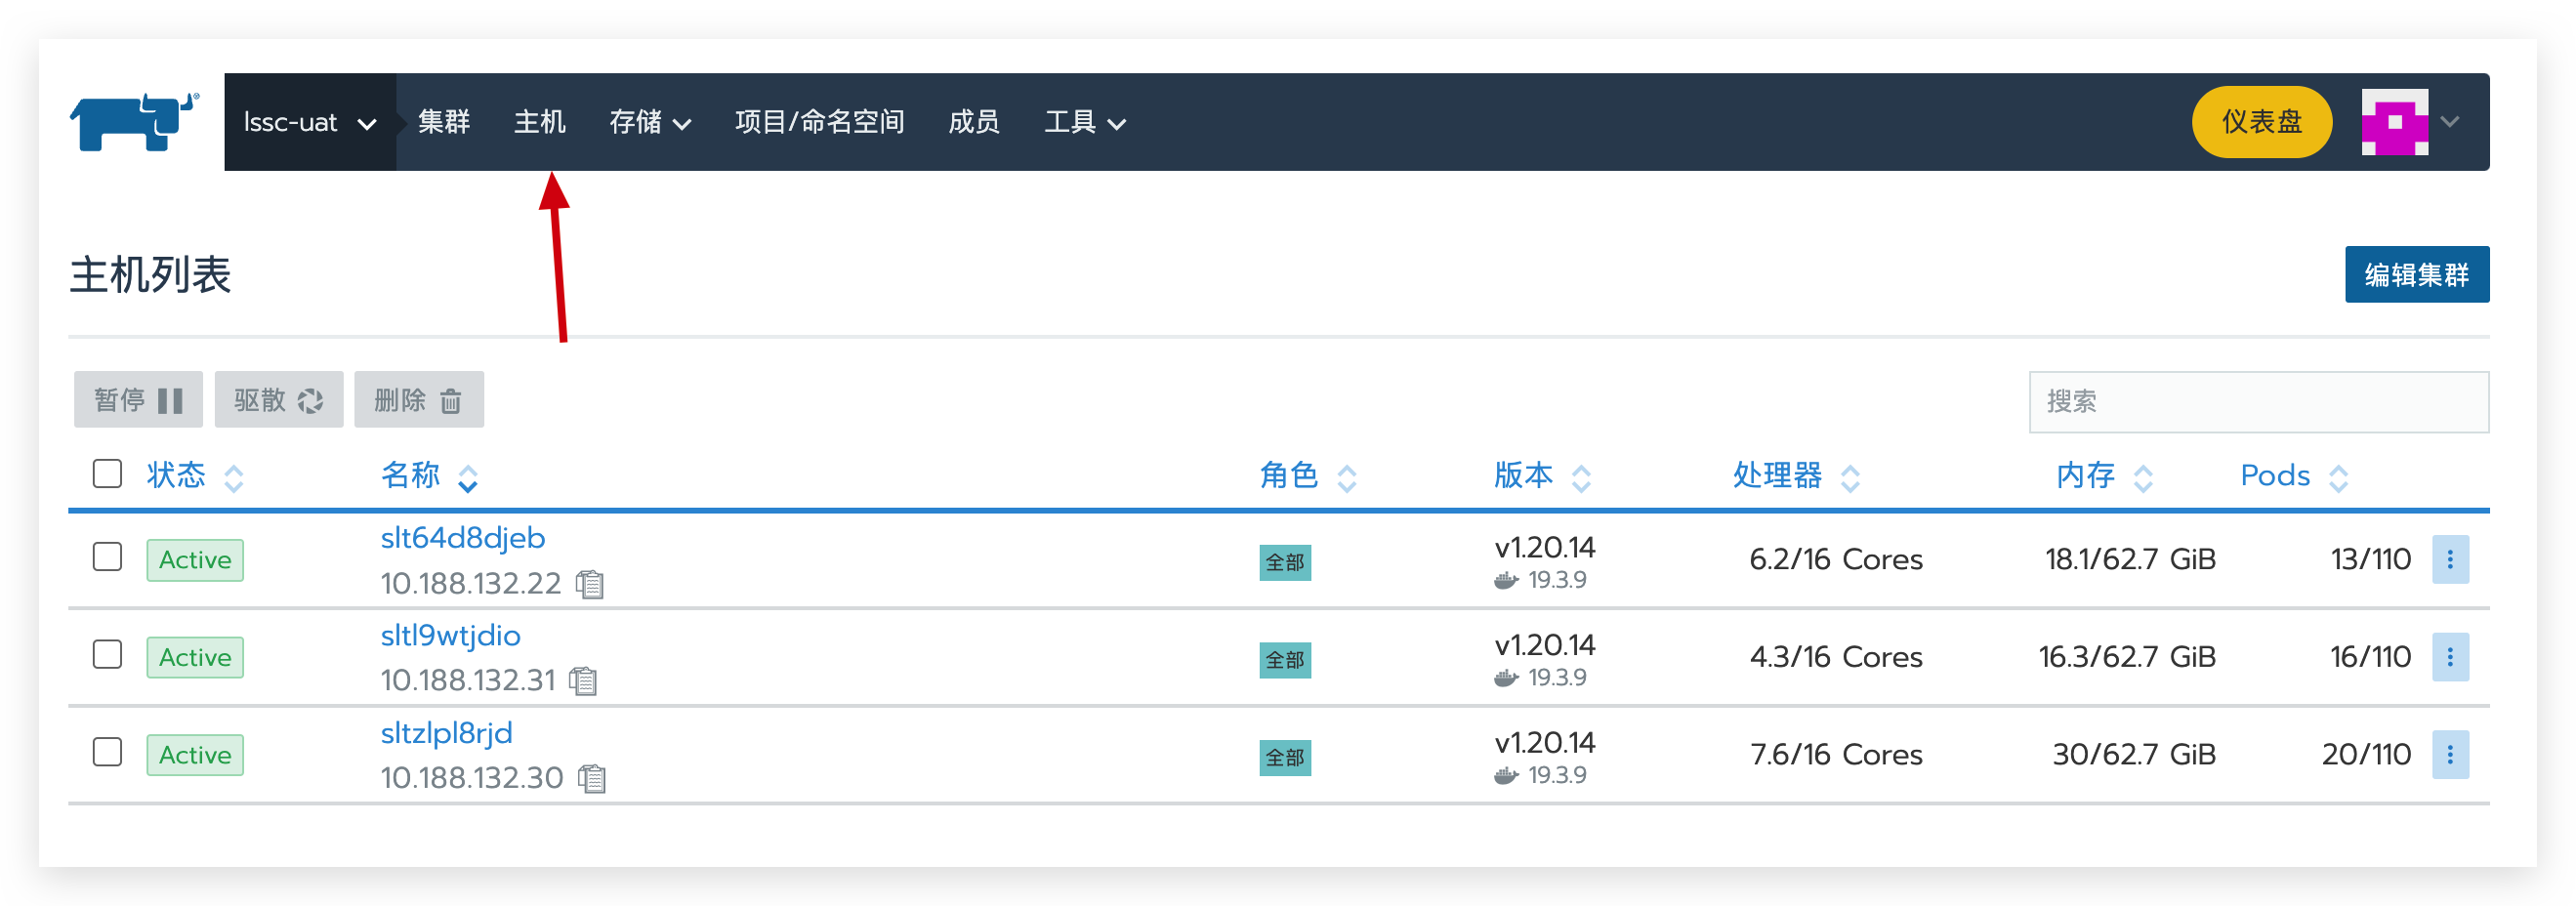 lssc-uat 集群 主机 存储 项目/命名空间 成员 工具 仪表盘
主机列表 编辑集群
暂停 驱散 删除 搜索
状态 名称 角色 版本 处理器 内存 Pods
Active slt64d8djeb 全部 v1.20.14 6.2/16 Cores 18.1/62.7 GiB 13/110
10.188.132.22 19.3.9
Active sltl9wtjdio 全部 v1.20.14 4.3/16 Cores 16.3/62.7 GiB 16/110
10.188.132.31 19.3.9
Active sltzlpl8rjd 全部 v1.20.14 7.6/16 Cores 30/62.7 GiB 20/110
10.188.132.30 19.3.9